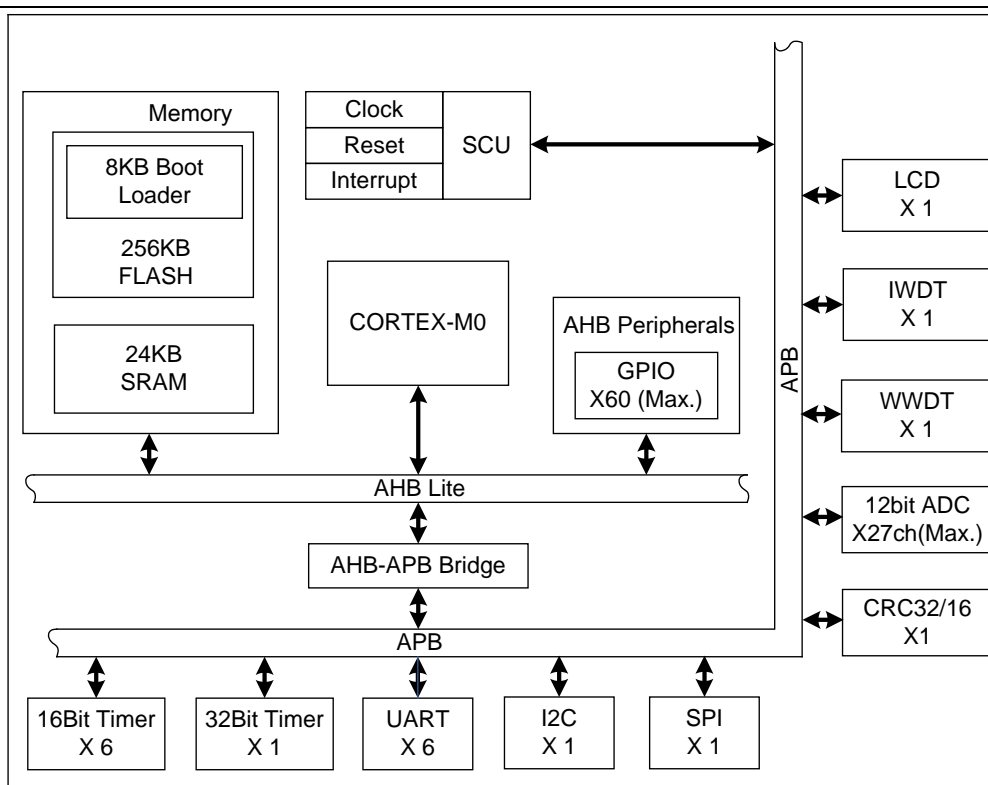 Memory
8KB Boot
Loader
256KB
FLASH
24KB
SRAM
Clock
Reset
Interrupt
SCU
CORTEX-M0
AHB Peripherals
GPIO
X60 (Max.)
AHB Lite
AHB-APB Bridge
APB
APB
LCD
X 1
IWDT
X 1
WWDT
X 1
12bit ADC
X27ch(Max.)
CRC32/16
X1
16Bit Timer
X 6
32Bit Timer
X 1
UART
X 6
I2C
X 1
SPI
X 1